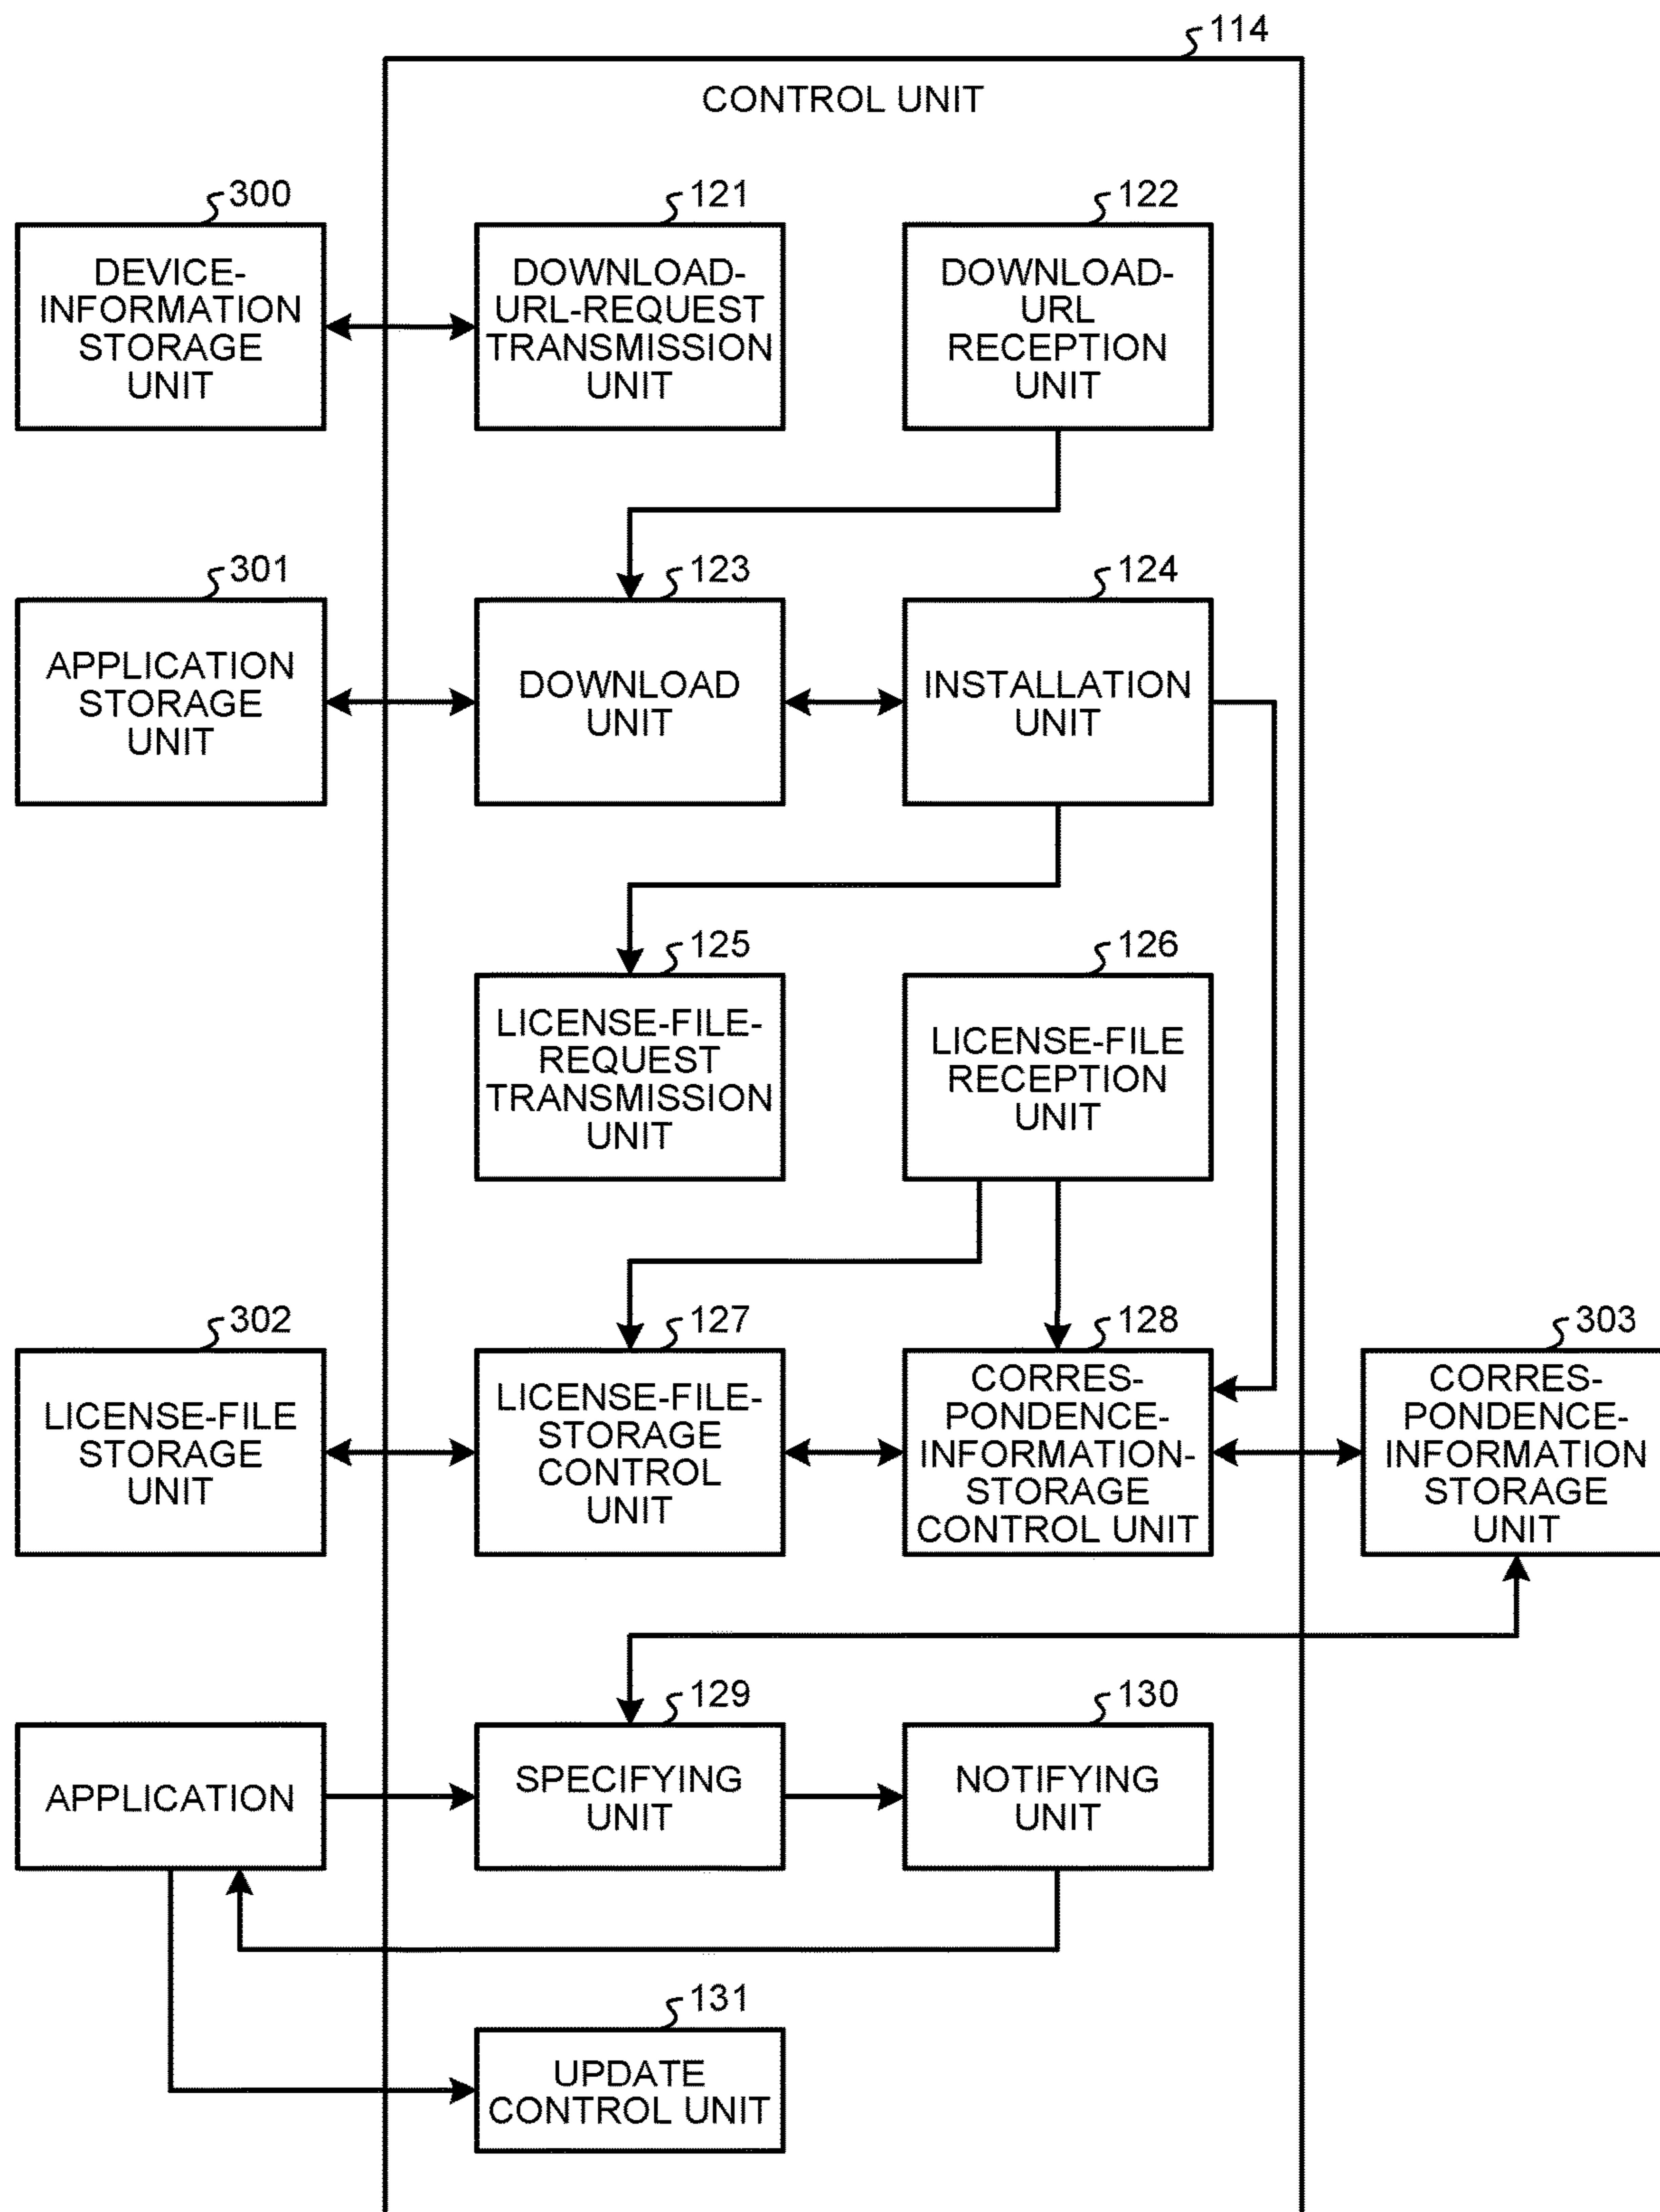 114
CONTROL UNIT
300
DEVICE-
INFORMATION
STORAGE
UNIT
121
DOWNLOAD-
URL-REQUEST
TRANSMISSION
UNIT
122
DOWNLOAD-
URL
RECEPTION
UNIT
301
APPLICATION
STORAGE
UNIT
123
DOWNLOAD
UNIT
124
INSTALLATION
UNIT
125
LICENSE-FILE-
REQUEST
TRANSMISSION
UNIT
126
LICENSE-FILE
RECEPTION
UNIT
302
LICENSE-FILE
STORAGE
UNIT
127
LICENSE-FILE-
STORAGE
CONTROL
UNIT
128
CORRES-
PONDENCE-
INFORMATION-
STORAGE
CONTROL UNIT
303
CORRES-
PONDENCE-
INFORMATION
STORAGE
UNIT
APPLICATION
129
SPECIFYING
UNIT
130
NOTIFYING
UNIT
131
UPDATE
CONTROL UNIT